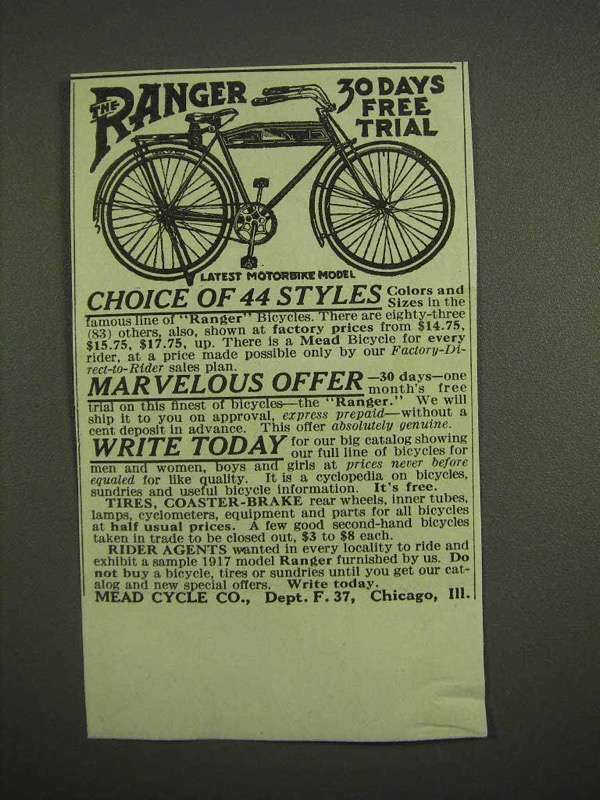 THE RANGER
30 DAYS
FREE
TRIAL
LATEST MOTORBIKE MODEL
CHOICE OF 44 STYLES Colors and
Sizes in the
famous line of "Ranger" Bicycles. There are eighty-three
(83) others, also, shown at factory prices from $14.75,
$15.75, $17.75, up. There is a Mead Bicycle for every
rider, at a price made possible only by our Factory-Di-
rect-to-Rider sales plan.
MARVELOUS OFFER —30 days—one
month's free
trial on this finest of bicycles—the "Ranger." We will
ship it to you on approval, express prepaid—without a
cent deposit in advance. This offer absolutely genuine.
WRITE TODAY for our big catalog showing
our full line of bicycles for
men and women, boys and girls at prices never before
equaled for like quality. It is a cyclopedia on bicycles,
sundries and useful bicycle information. It's free.
TIRES, COASTER-BRAKE rear wheels, inner tubes,
lamps, cyclometers, equipment and parts for all bicycles
at half usual prices. A few good second-hand bicycles
taken in trade to be closed out, $3 to $8 each.
RIDER AGENTS wanted in every locality to ride and
exhibit a sample 1917 model Ranger furnished by us. Do
not buy a bicycle, tires or sundries until you get our cat-
alog and new special offers. Write today.
MEAD CYCLE CO., Dept. F. 37, Chicago, Ill.